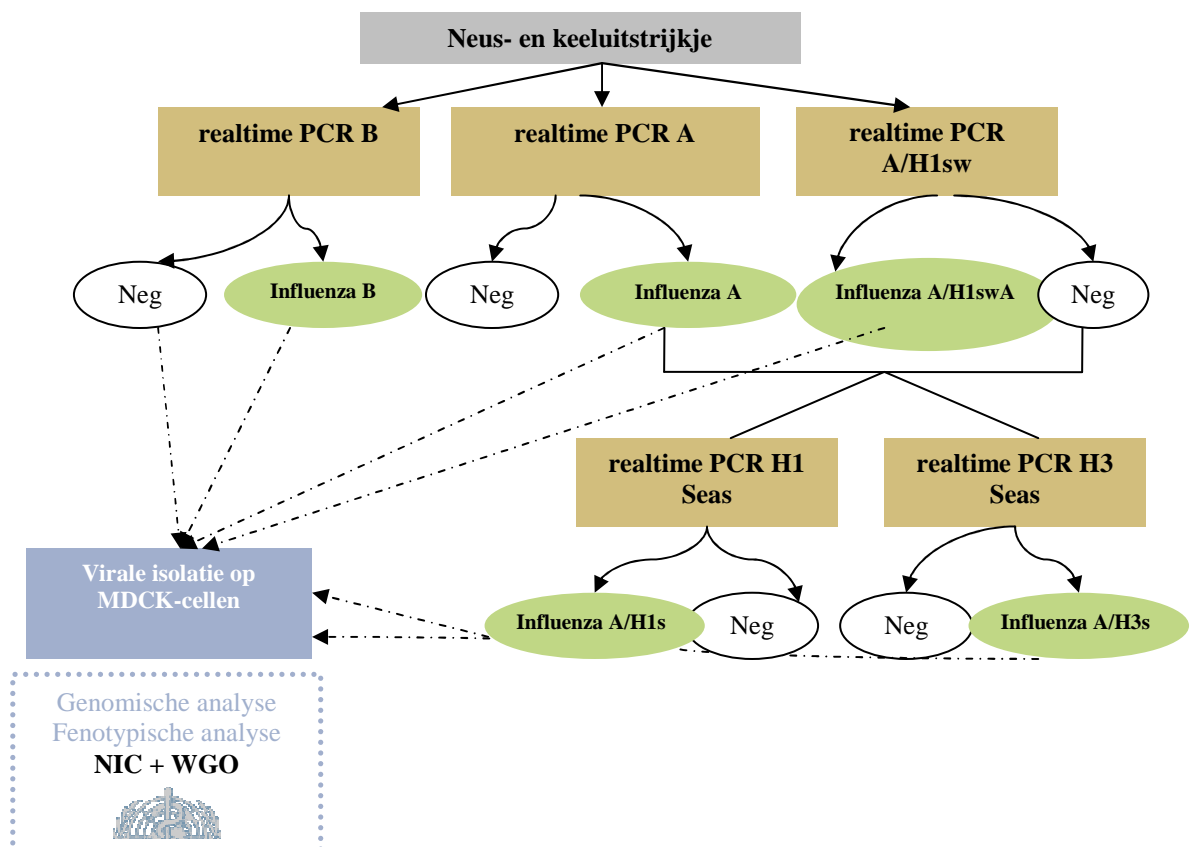 Neus- en keeluitstrijkje
realtime PCR B
realtime PCR A
realtime PCR
A/H1sw
Neg
Influenza B
Neg
Influenza A
Influenza A/H1swA
Neg
realtime PCR H1
Seas
realtime PCR H3
Seas
Virale isolatie op
MDCK-cellen
Influenza A/H1s
Neg
Neg
Influenza A/H3s
Genomische analyse
Fenotypische analyse
NIC + WGO